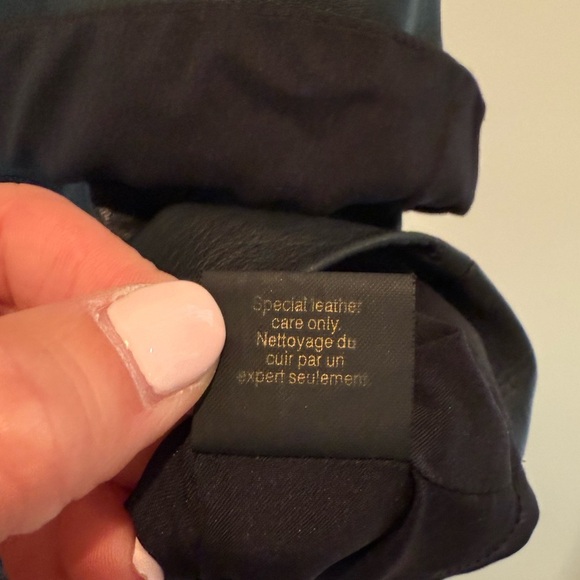 Special leather
care only.
Nettoyage du
cuir par un
expert seulement.